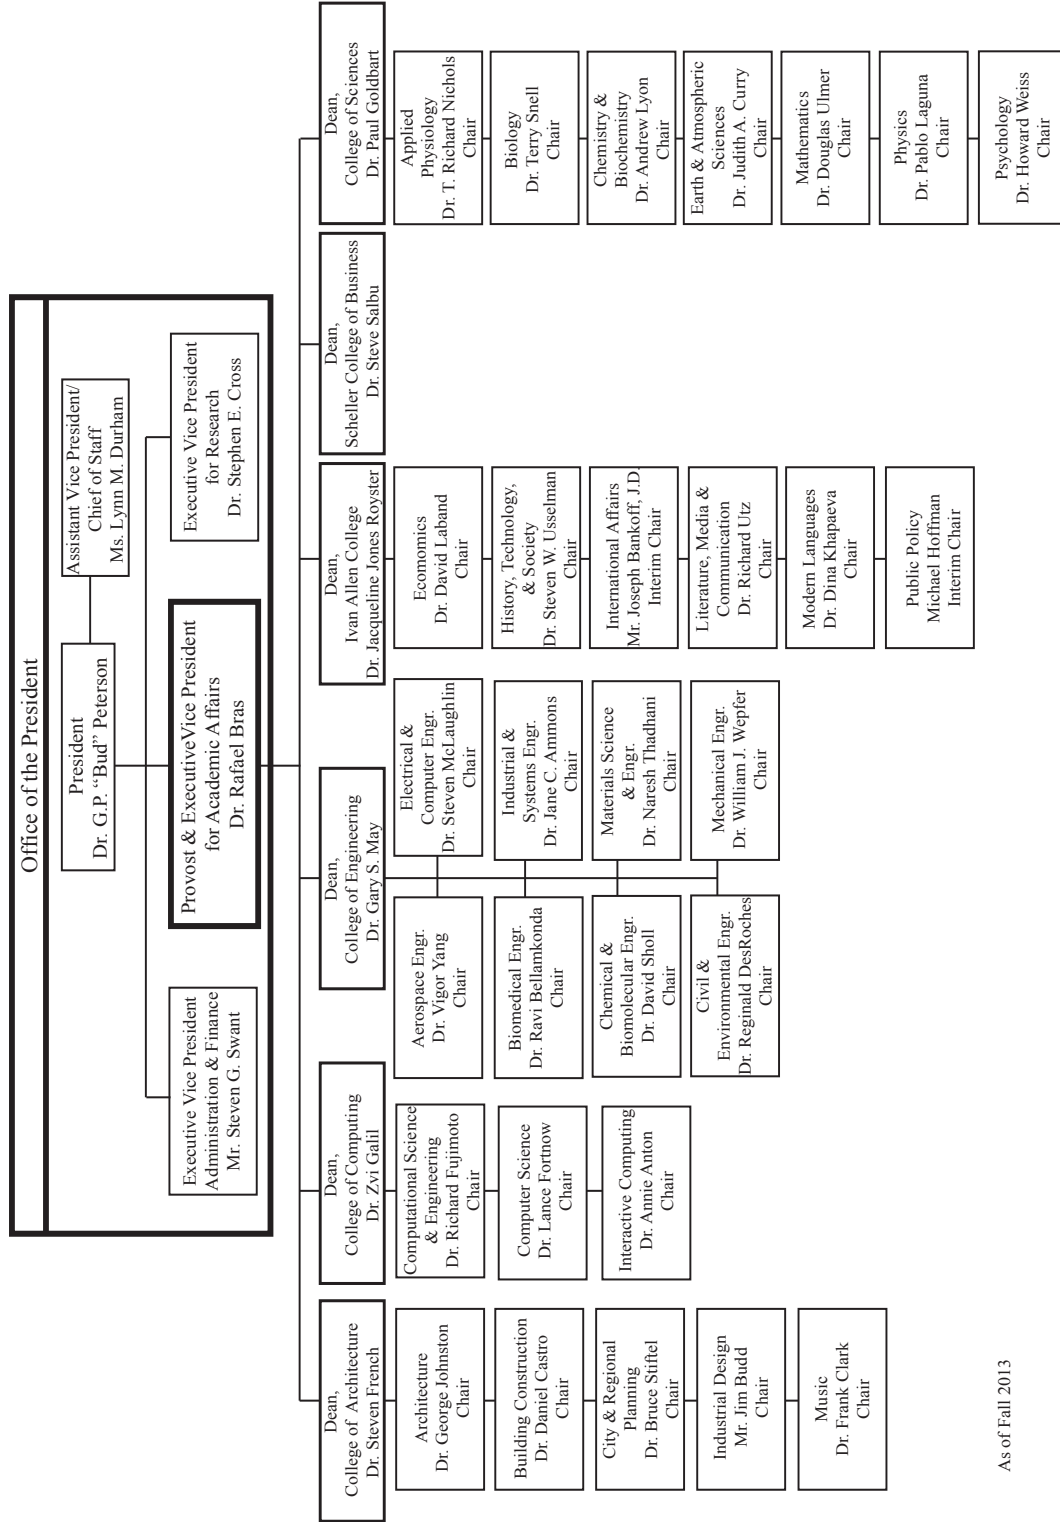 Office of the President
President
Dr. G.P. “Bud” Peterson
Assistant Vice President/
Chief of Staff
Ms. Lynn M. Durham
Executive Vice President
Administration & Finance
Mr. Steven G. Swant
Provost & ExecutiveVice President
for Academic Affairs
Dr. Rafael Bras
Executive Vice President
for Research
Dr. Stephen E. Cross
Dean,
College of Architecture
Dr. Steven French
Architecture
Dr. George Johnston
Chair
Building Construction
Dr. Daniel Castro
Chair
City & Regional
Planning
Dr. Bruce Stiftel
Chair
Industrial Design
Mr. Jim Budd
Chair
Music
Dr. Frank Clark
Chair
Dean,
College of Computing
Dr. Zvi Galil
Computational Science
& Engineering
Dr. Richard Fujimoto
Chair
Computer Science
Dr. Lance Fortnow
Chair
Interactive Computing
Dr. Annie Anton
Chair
Dean,
College of Engineering
Dr. Gary S. May
Aerospace Engr.
Dr. Vigor Yang
Chair
Electrical &
Computer Engr.
Dr. Steven McLaughlin
Chair
Biomedical Engr.
Dr. Ravi Bellamkonda
Chair
Industrial &
Systems Engr.
Dr. Jane C. Ammons
Chair
Chemical &
Biomolecular Engr.
Dr. David Sholl
Chair
Materials Science
& Engr.
Dr. Naresh Thadhani
Chair
Civil &
Environmental Engr.
Dr. Reginald DesRoches
Chair
Mechanical Engr.
Dr. William J. Wepfer
Chair
Dean,
Ivan Allen College
Dr. Jacqueline Jones Royster
Ecomomics
Dr. David Laband
Chair
History, Technology,
& Society
Dr. Steven W. Usselman
Chair
International Affairs
Mr. Joseph Bankoff, J.D.
Interim Chair
Literature, Media &
Communication
Dr. Richard Utz
Chair
Modern Languages
Dr. Dina Khapaeva
Chair
Public Policy
Michael Hoffman
Interim Chair
Dean,
Scheller College of Business
Dr. Steve Salbu
Dean,
College of Sciences
Dr. Paul Goldbart
Applied
Physiology
Dr. T. Richard Nichols
Chair
Biology
Dr. Terry Snell
Chair
Chemistry &
Biochemistry
Dr. Andrew Lyon
Chair
Earth & Atmospheric
Sciences
Dr. Judith A. Curry
Chair
Mathematics
Dr. Douglas Ulmer
Chair
Physics
Dr. Pablo Laguna
Chair
Psychology
Dr. Howard Weiss
Chair
As of Fall 2013